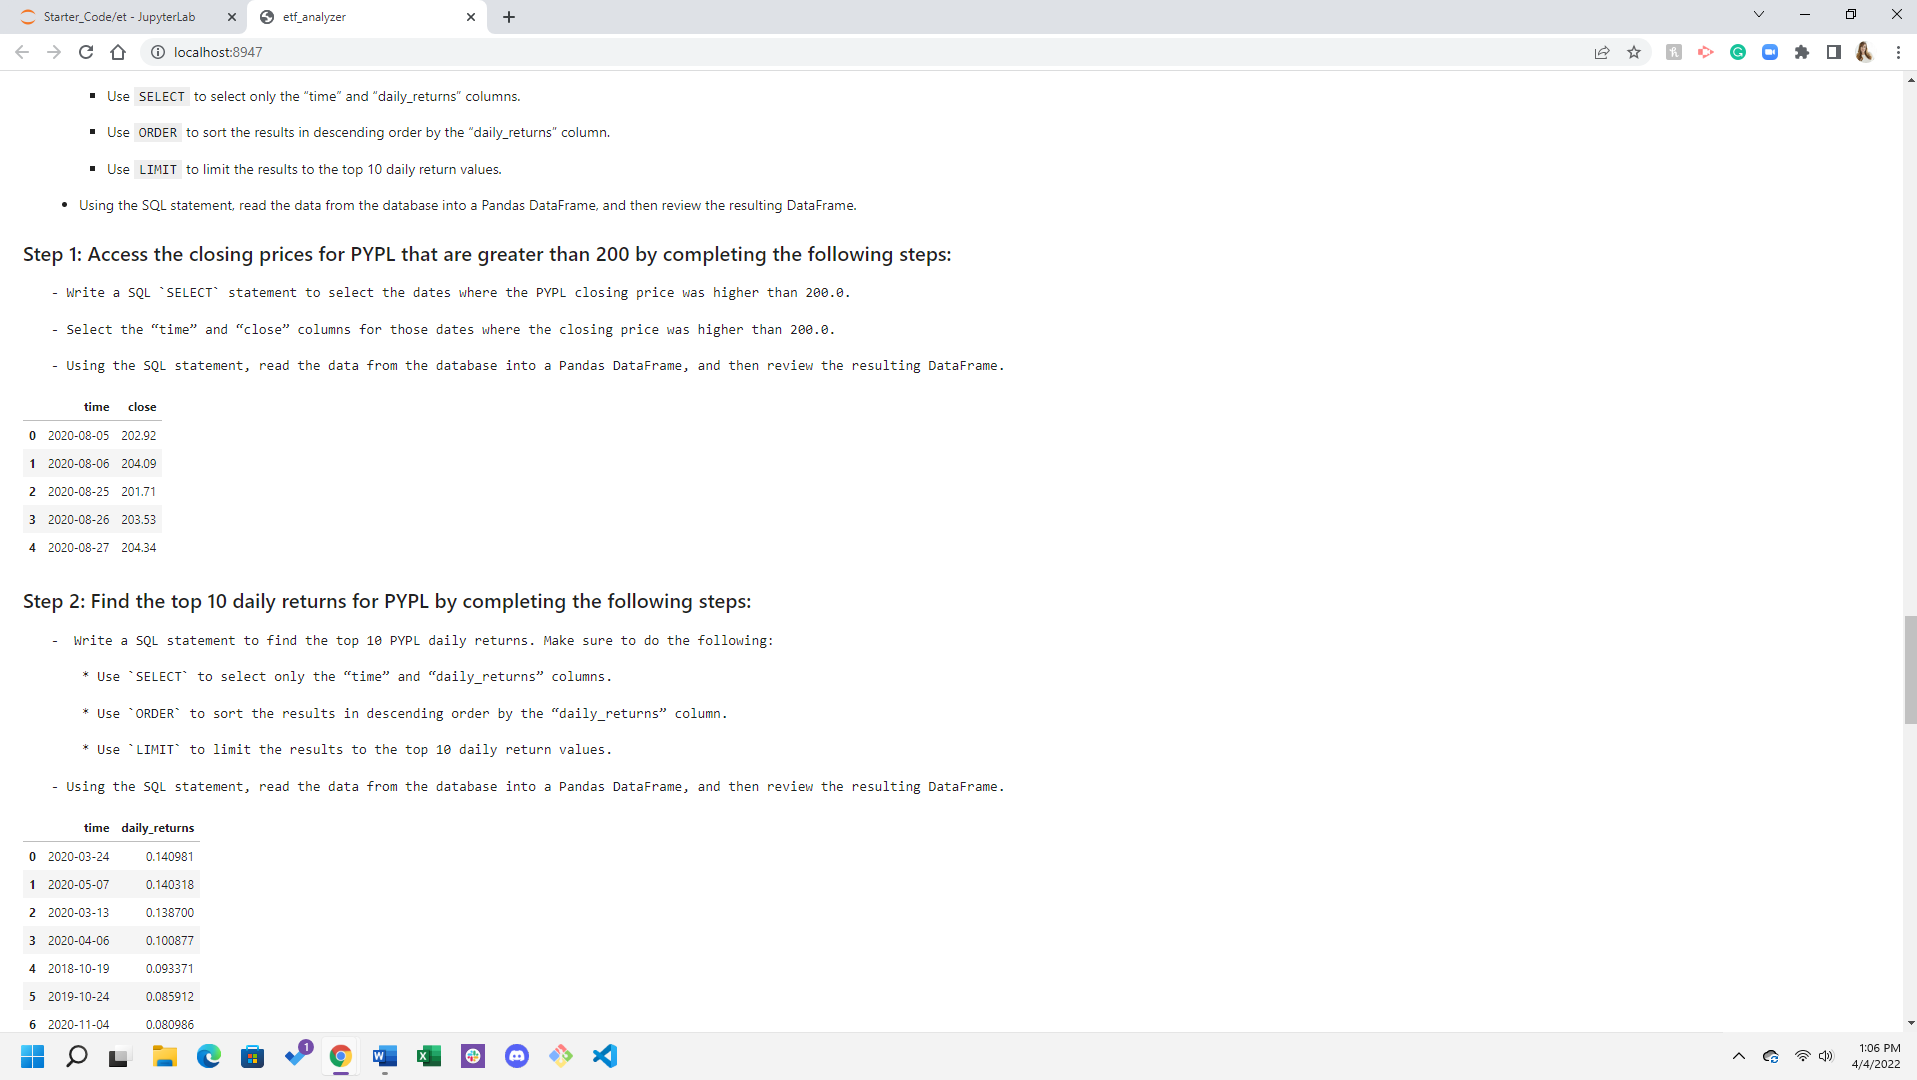 Starter_Code/et - JupyterLab
etf_analyzer
localhost:8947
Use SELECT to select only the “time” and “daily_returns” columns.
Use ORDER to sort the results in descending order by the “daily_returns” column.
Use LIMIT to limit the results to the top 10 daily return values.
Using the SQL statement, read the data from the database into a Pandas DataFrame, and then review the resulting DataFrame.
Step 1: Access the closing prices for PYPL that are greater than 200 by completing the following steps:
- Write a SQL `SELECT` statement to select the dates where the PYPL closing price was higher than 200.0.
- Select the “time” and “close” columns for those dates where the closing price was higher than 200.0.
- Using the SQL statement, read the data from the database into a Pandas DataFrame, and then review the resulting DataFrame.
time close
0 2020-08-05 202.92
1 2020-08-06 204.09
2 2020-08-25 201.71
3 2020-08-26 203.53
4 2020-08-27 204.34
Step 2: Find the top 10 daily returns for PYPL by completing the following steps:
- Write a SQL statement to find the top 10 PYPL daily returns. Make sure to do the following:
* Use `SELECT` to select only the “time” and “daily_returns” columns.
* Use `ORDER` to sort the results in descending order by the “daily_returns” column.
* Use `LIMIT` to limit the results to the top 10 daily return values.
- Using the SQL statement, read the data from the database into a Pandas DataFrame, and then review the resulting DataFrame.
time daily_returns
0 2020-03-24 0.140981
1 2020-05-07 0.140318
2 2020-03-13 0.138700
3 2020-04-06 0.100877
4 2018-10-19 0.093371
5 2019-10-24 0.085912
6 2020-11-04 0.080986
1
1:06 PM
4/4/2022